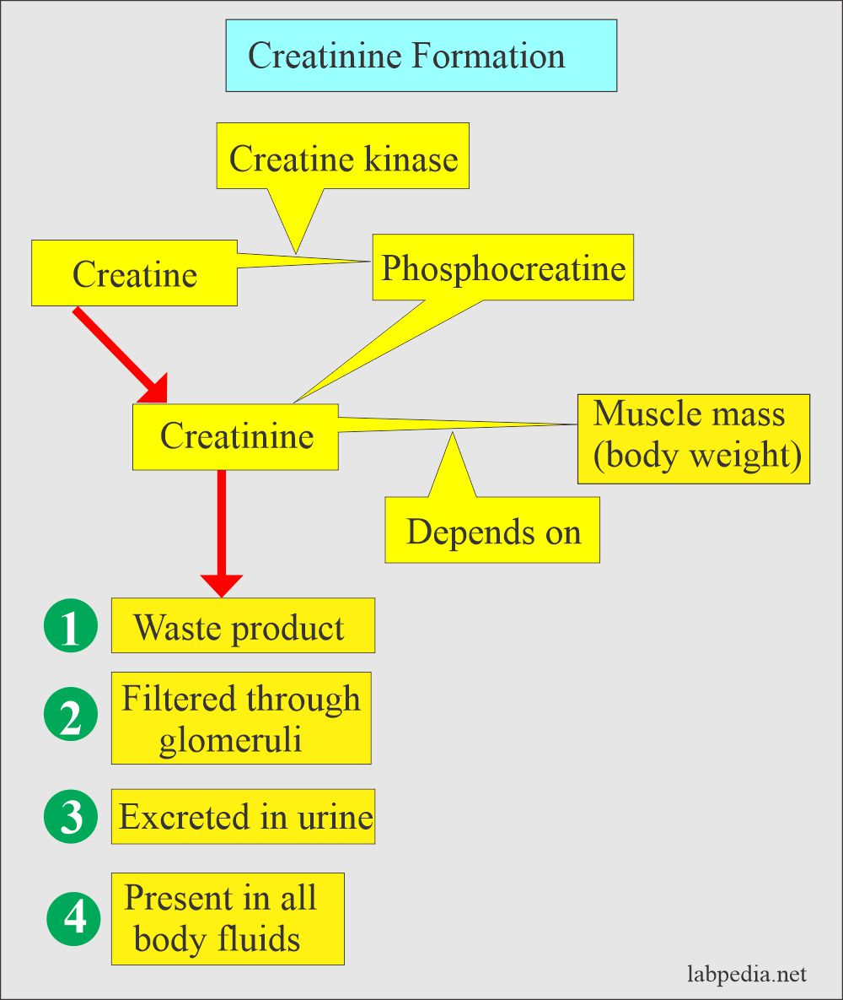 Creatinine Formation
Creatine kinase
Creatine
Phosphocreatine
Creatinine
Muscle mass
(body weight)
Depends on
1
Waste product
2
Filtered through
glomeruli
3
Excreted in urine
4
Present in all
body fluids
labpedia.net